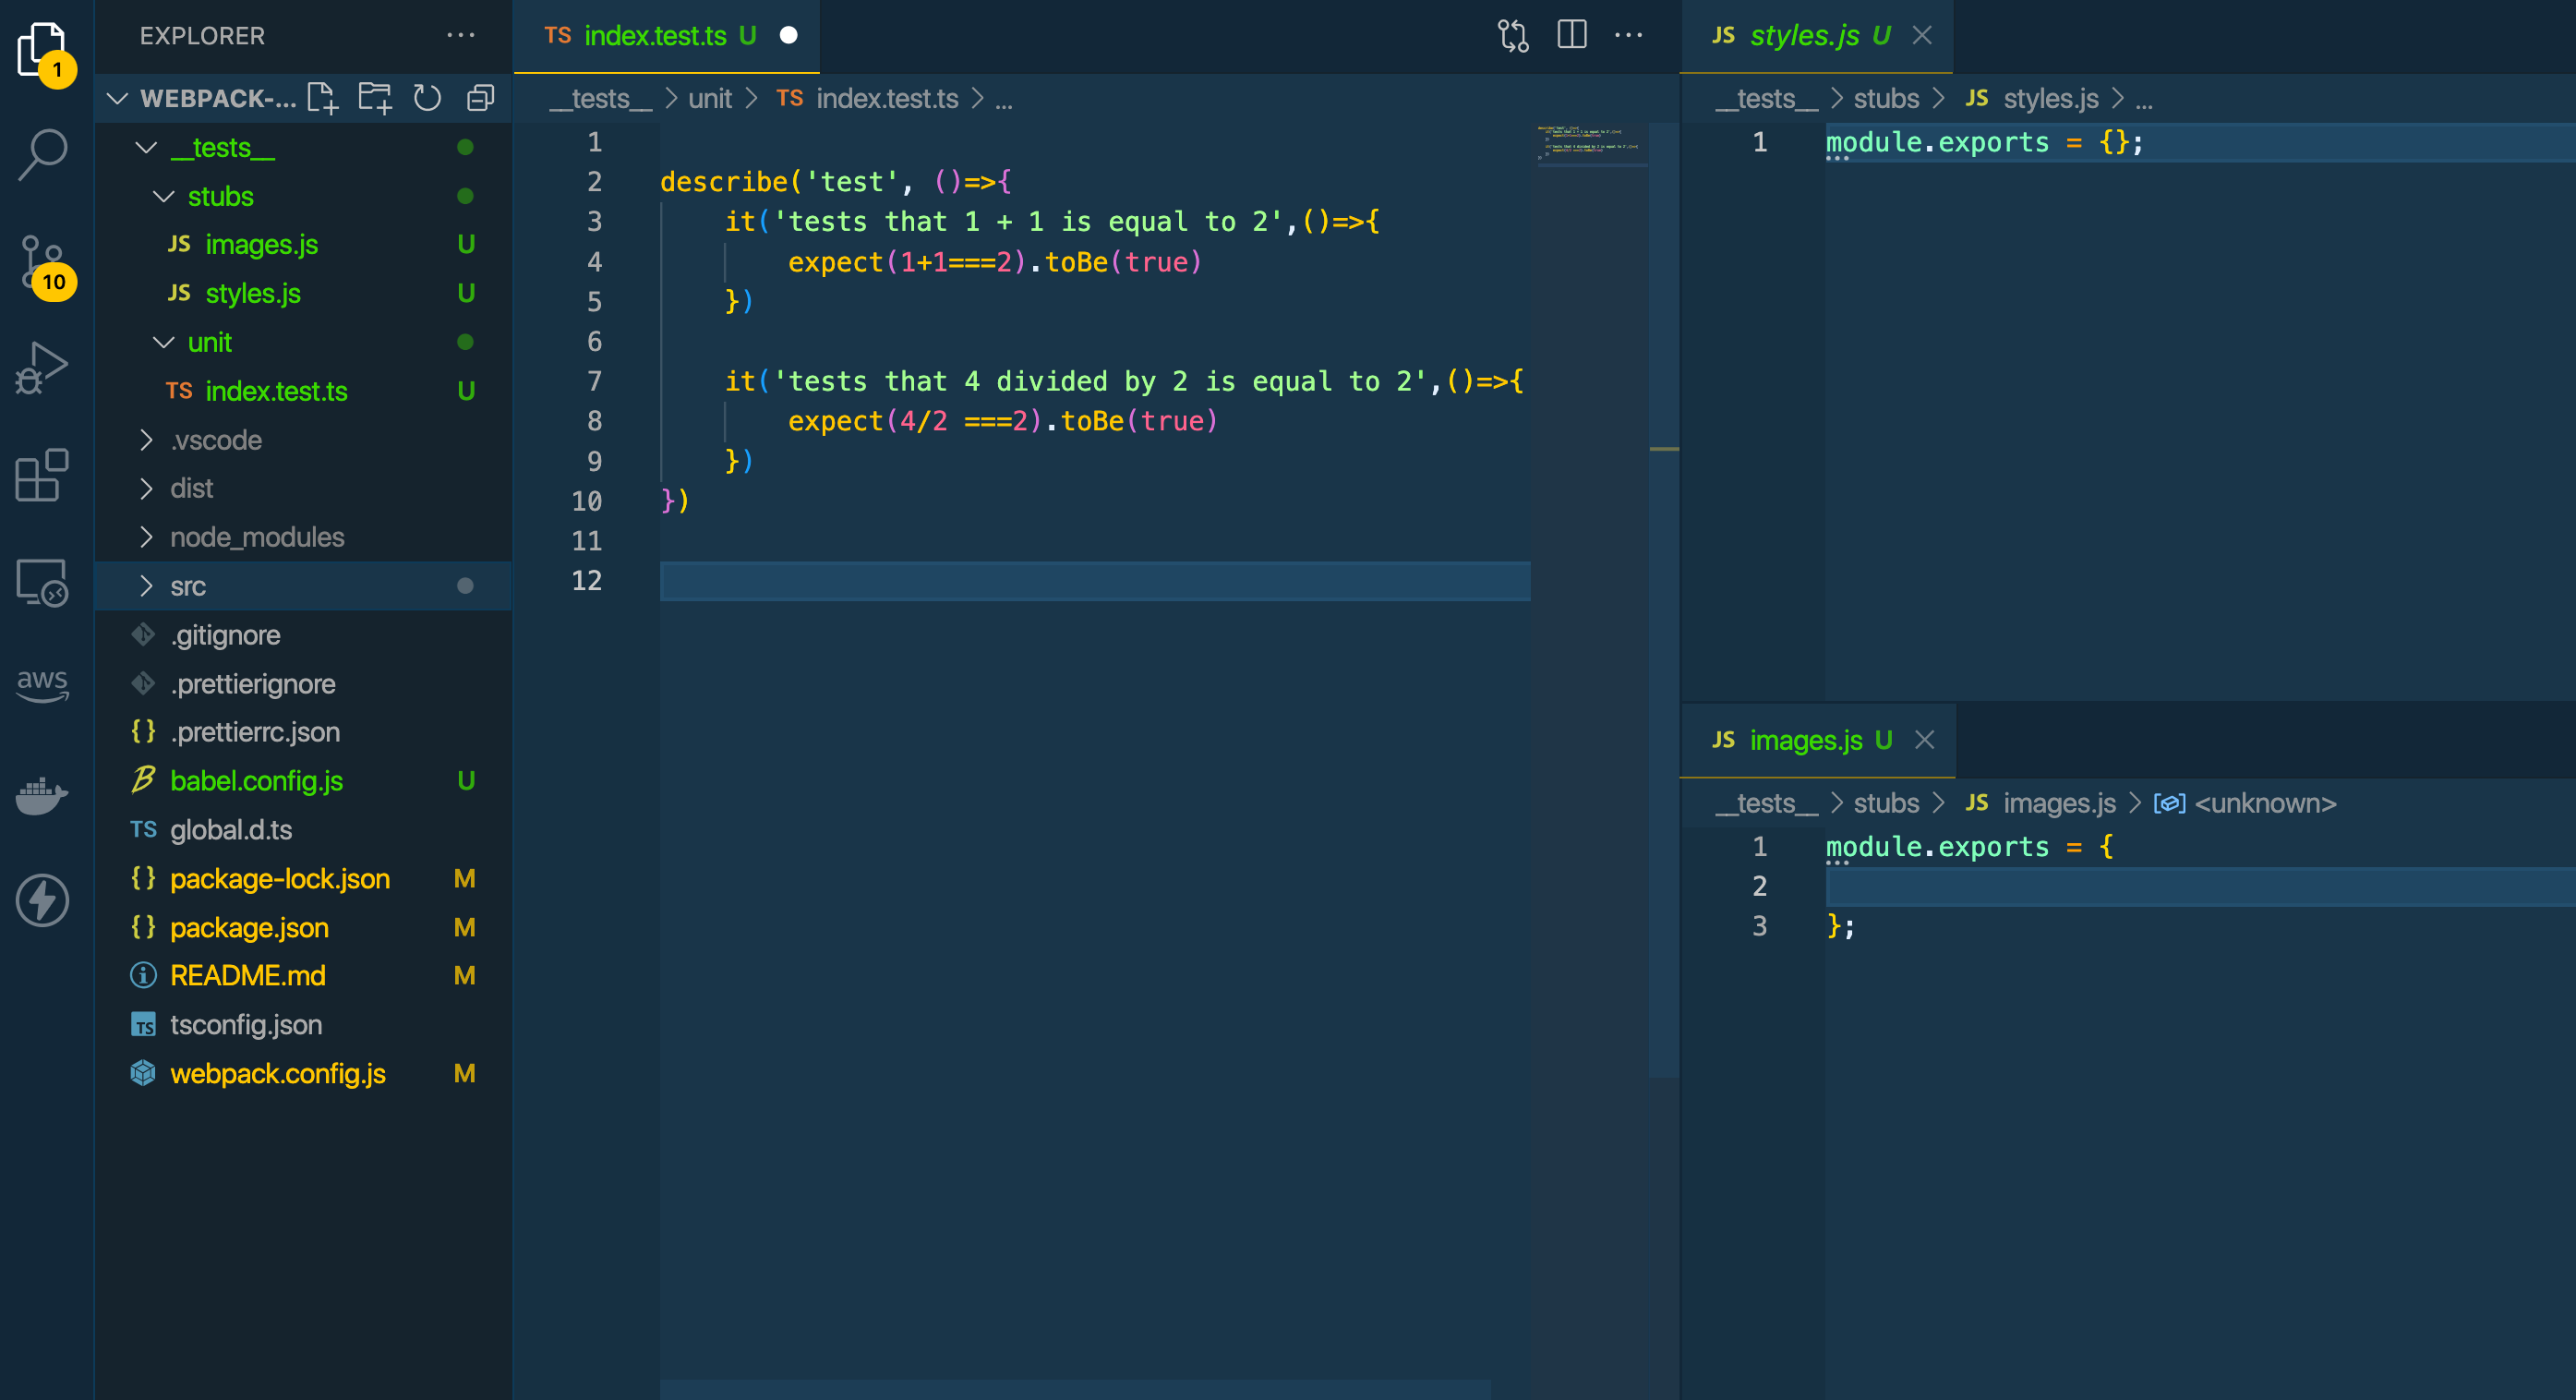 1
EXPLORER
WEBPACK-...
__tests__
stubs
JS images.js U
JS styles.js U
unit
TS index.test.ts U
.vscode
dist
node_modules
src
.gitignore
.prettierignore
{} .prettierrc.json
babel.config.js U
TS global.d.ts
{} package-lock.json M
{} package.json M
README.md M
TS tsconfig.json
webpack.config.js M
10
aws
TS index.test.ts U
__tests__ > unit > TS index.test.ts > ...
1
2 describe('test', ()=>{
3 it('tests that 1 + 1 is equal to 2',()=>{
4 expect(1+1===2).toBe(true)
5 })
6
7 it('tests that 4 divided by 2 is equal to 2',()=>{
8 expect(4/2 ===2).toBe(true)
9 })
10 })
11
12
JS styles.js U
__tests__ > stubs > JS styles.js > ...
1 module.exports = {};
JS images.js U
__tests__ > stubs > JS images.js > <unknown>
1 module.exports = {
2
3 };